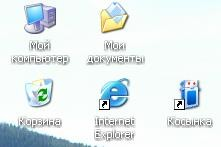 Мой
компьютер
Мои
документы
Корзина
Internet
Explorer
Косынка